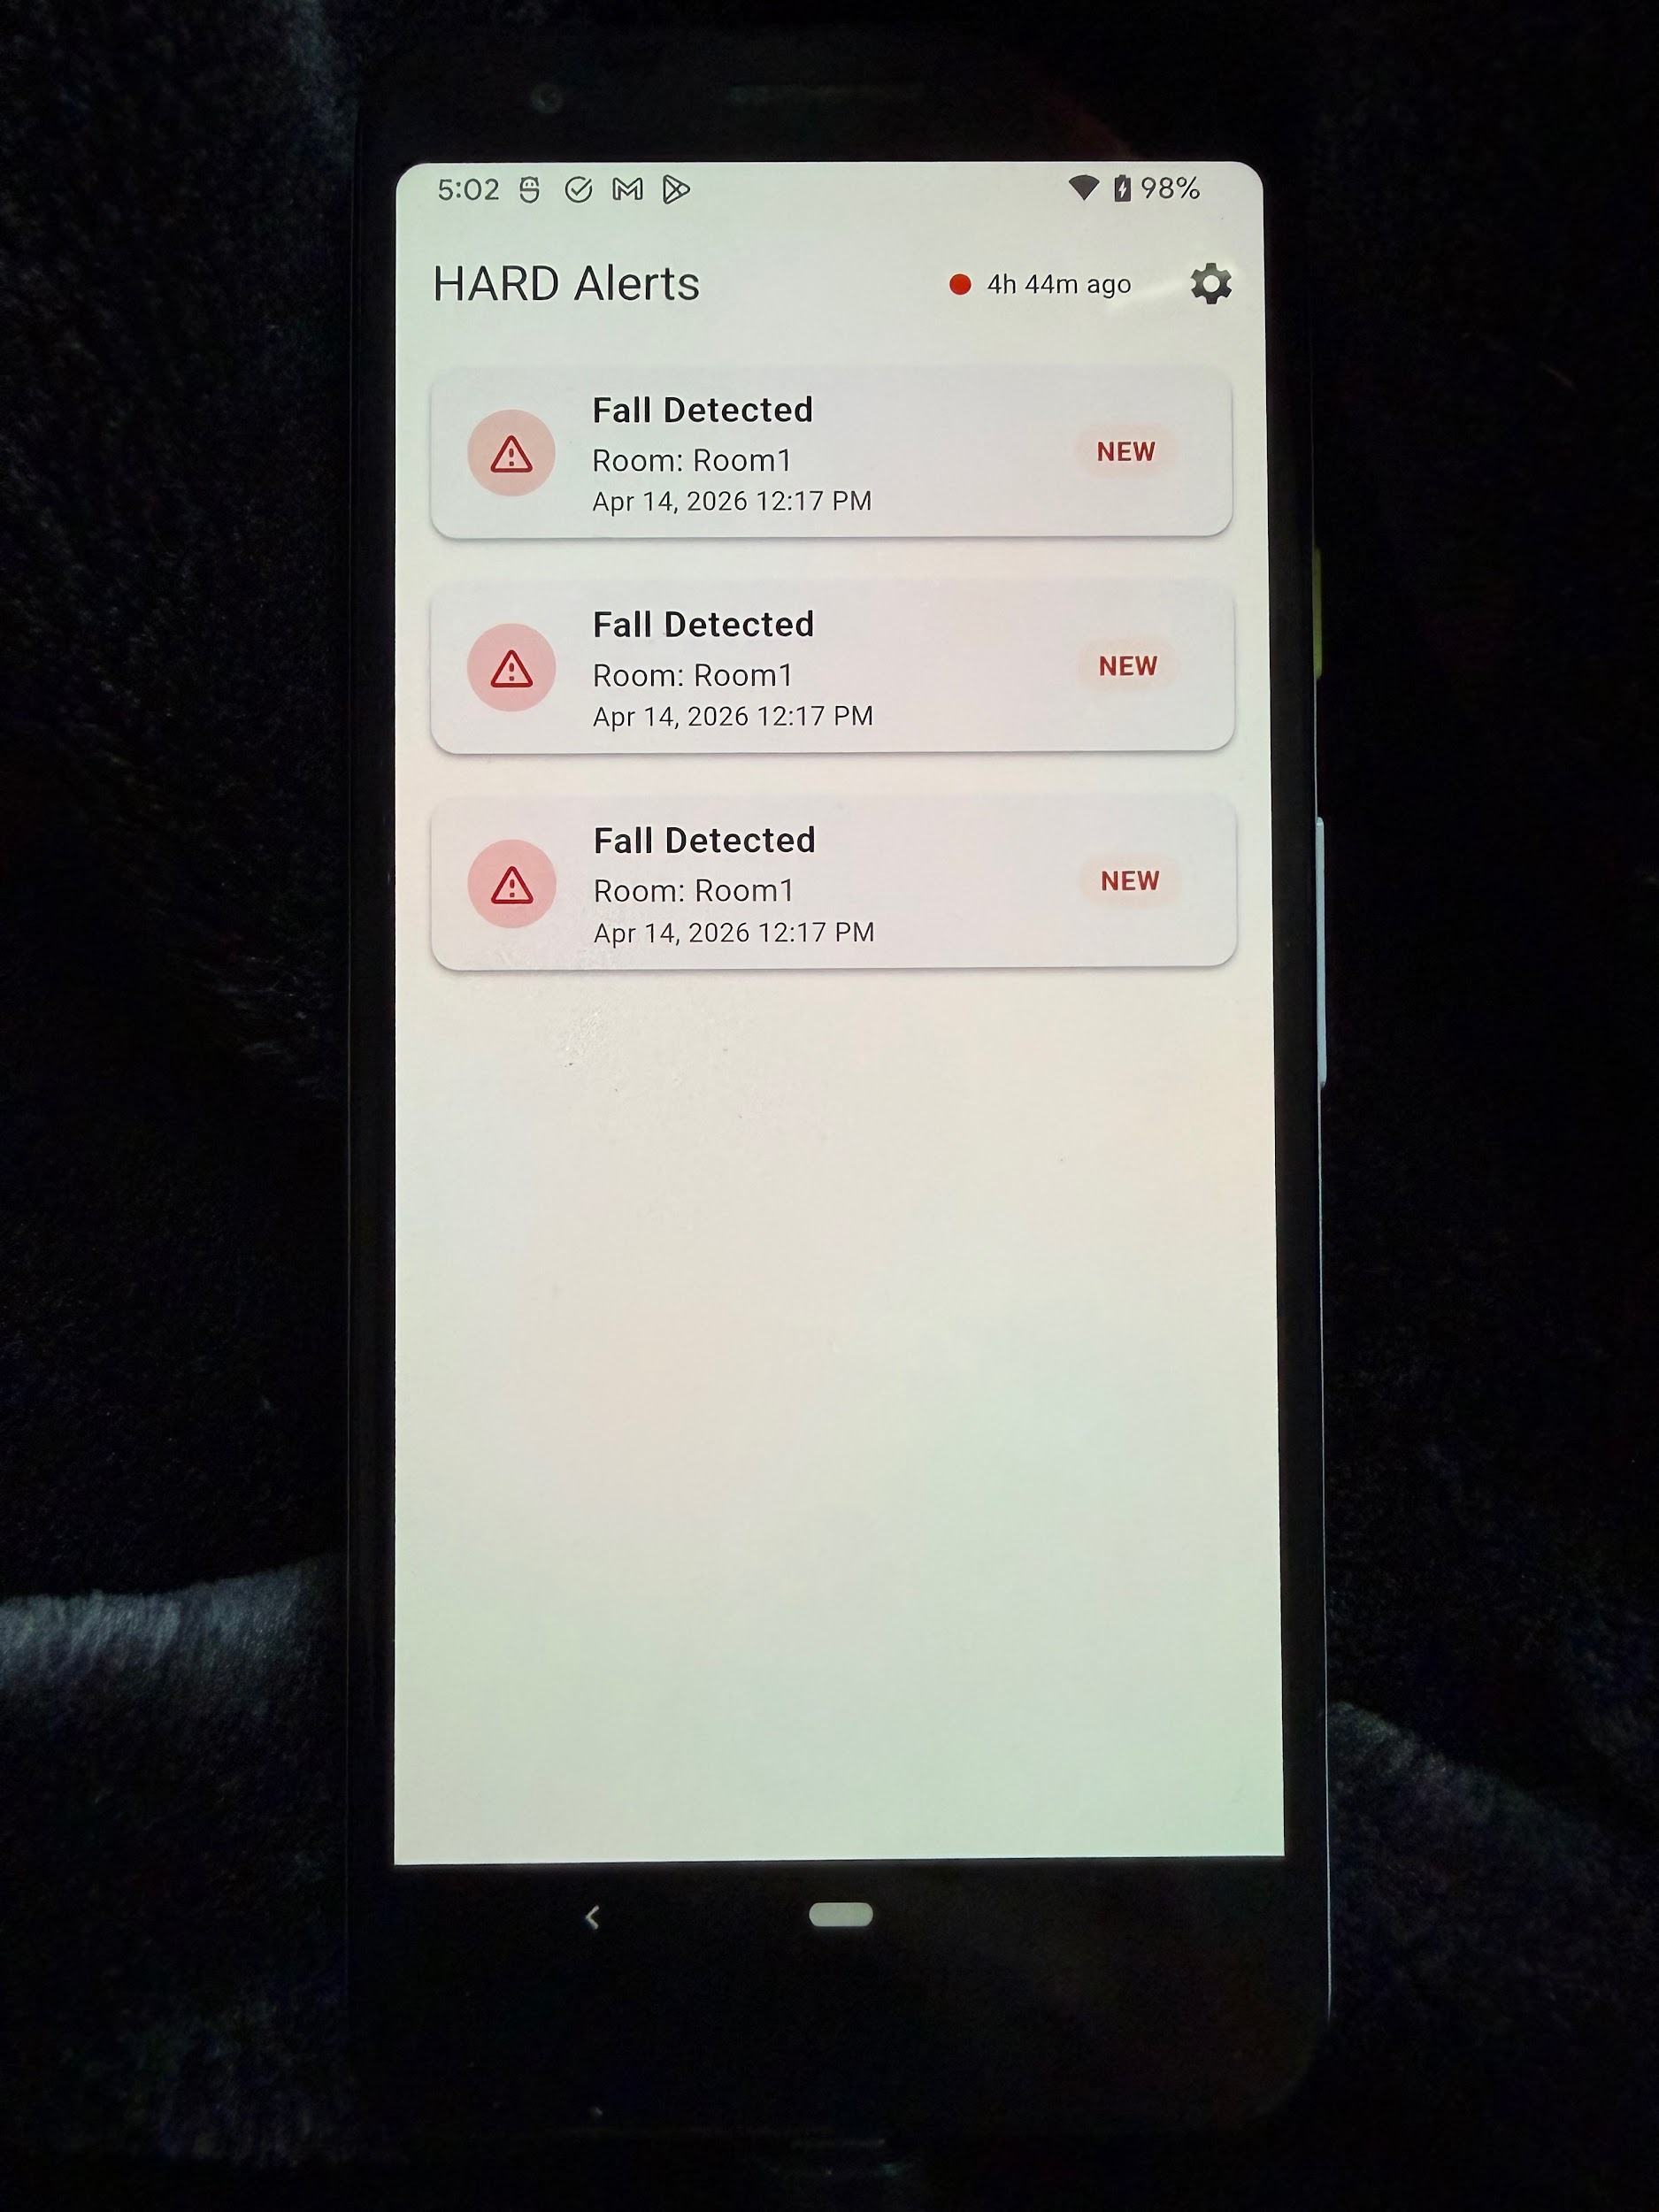 5:02 98%
HARD Alerts 4h 44m ago
Fall Detected
Room: Room1
Apr 14, 2026 12:17 PM
NEW
Fall Detected
Room: Room1
Apr 14, 2026 12:17 PM
NEW
Fall Detected
Room: Room1
Apr 14, 2026 12:17 PM
NEW